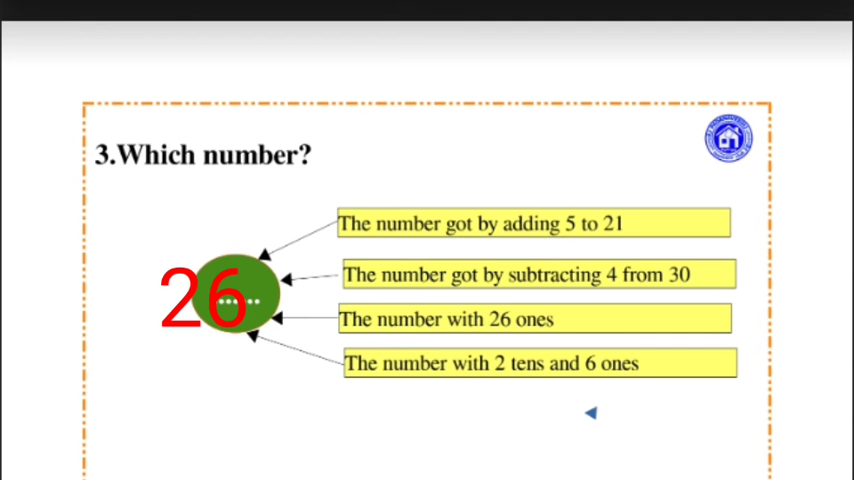 3.Which number?
The number got by adding 5 to 21
The number got by subtracting 4 from 30
26......
The number with 26 ones
The number with 2 tens and 6 ones